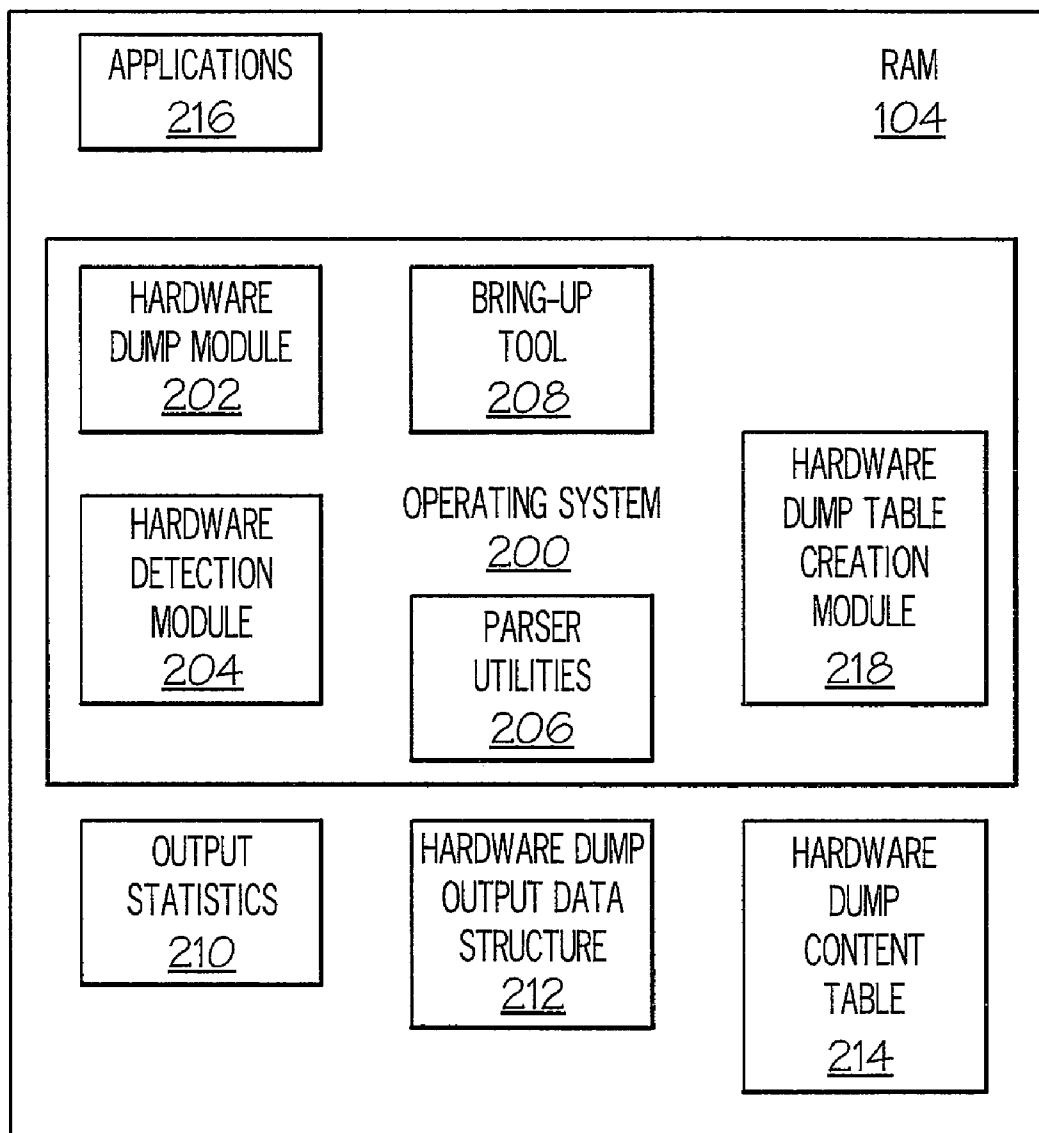 APPLICATIONS
216
RAM
104
HARDWARE
DUMP MODULE
202
BRING-UP
TOOL
208
HARDWARE
DETECTION
MODULE
204
OPERATING SYSTEM
200
PARSER
UTILITIES
206
HARDWARE
DUMP TABLE
CREATION
MODULE
218
OUTPUT
STATISTICS
210
HARDWARE DUMP
OUTPUT DATA
STRUCTURE
212
HARDWARE
DUMP
CONTENT
TABLE
214